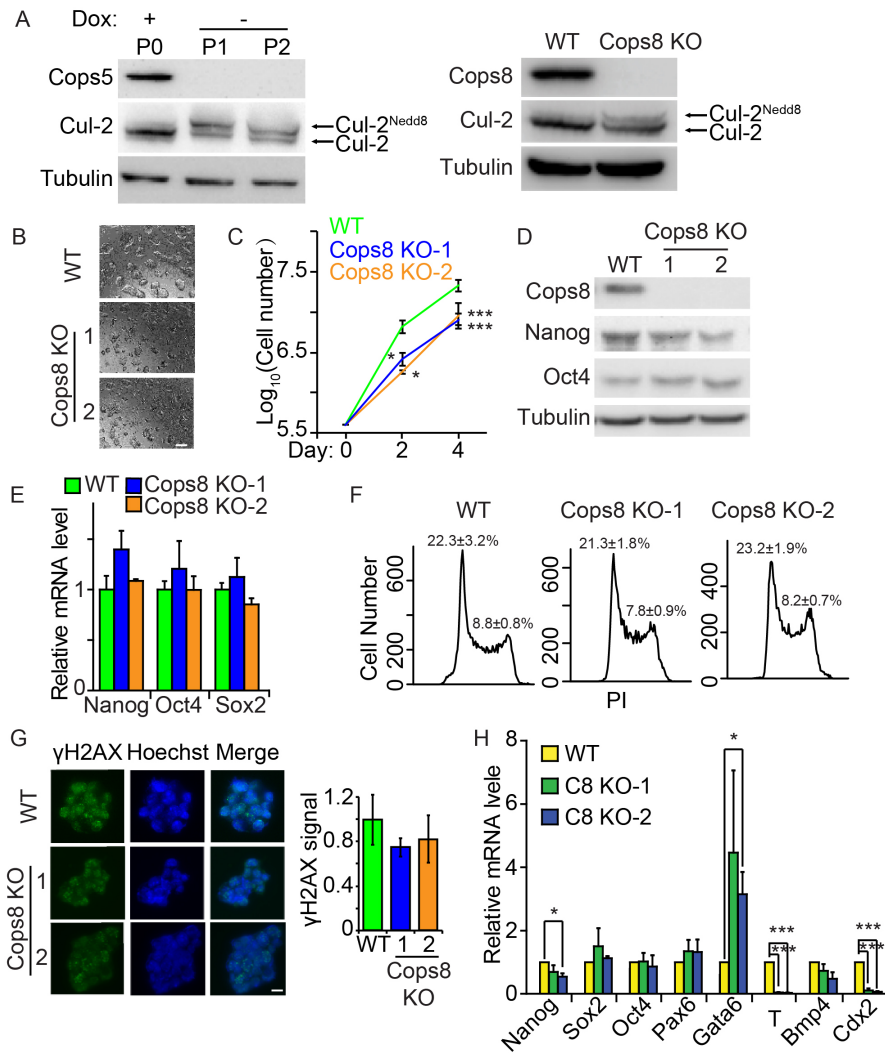 A
Dox: + -
P0 P1 P2
Cops5
Cul-2
Cul-2Nedd8
Cul-2
Tubulin
WT Cops8 KO
Cops8
Cul-2
Cul-2Nedd8
Cul-2
Tubulin
B
WT
Cops8 KO
1
2
C
WT
Cops8 KO-1
Cops8 KO-2
Log10(Cell number)
7.5
6.5
5.5
*
*
***
***
Day: 0 2 4
D
Cops8 KO
WT 1 2
Cops8
Nanog
Oct4
Tubulin
E
WT Cops8 KO-1
Cops8 KO-2
Relative mRNA level
1
0
Nanog Oct4 Sox2
F
WT Cops8 KO-1 Cops8 KO-2
22.3±3.2%
8.8±0.8%
21.3±1.8%
7.8±0.9%
23.2±1.9%
8.2±0.7%
Cell Number
600
200
0
600
200
0
400
200
0
PI
G
γH2AX Hoechst Merge
WT
Cops8 KO
1
2
γH2AX signal
1.2
0.8
0.4
0
WT 1 2
Cops8
KO
H
WT
C8 KO-1
C8 KO-2
Relative mRNA lvele
8
6
4
2
0
*
*
***
***
***
***
Nanog Sox2 Oct4 Pax6 Gata6 T Bmp4 Cdx2